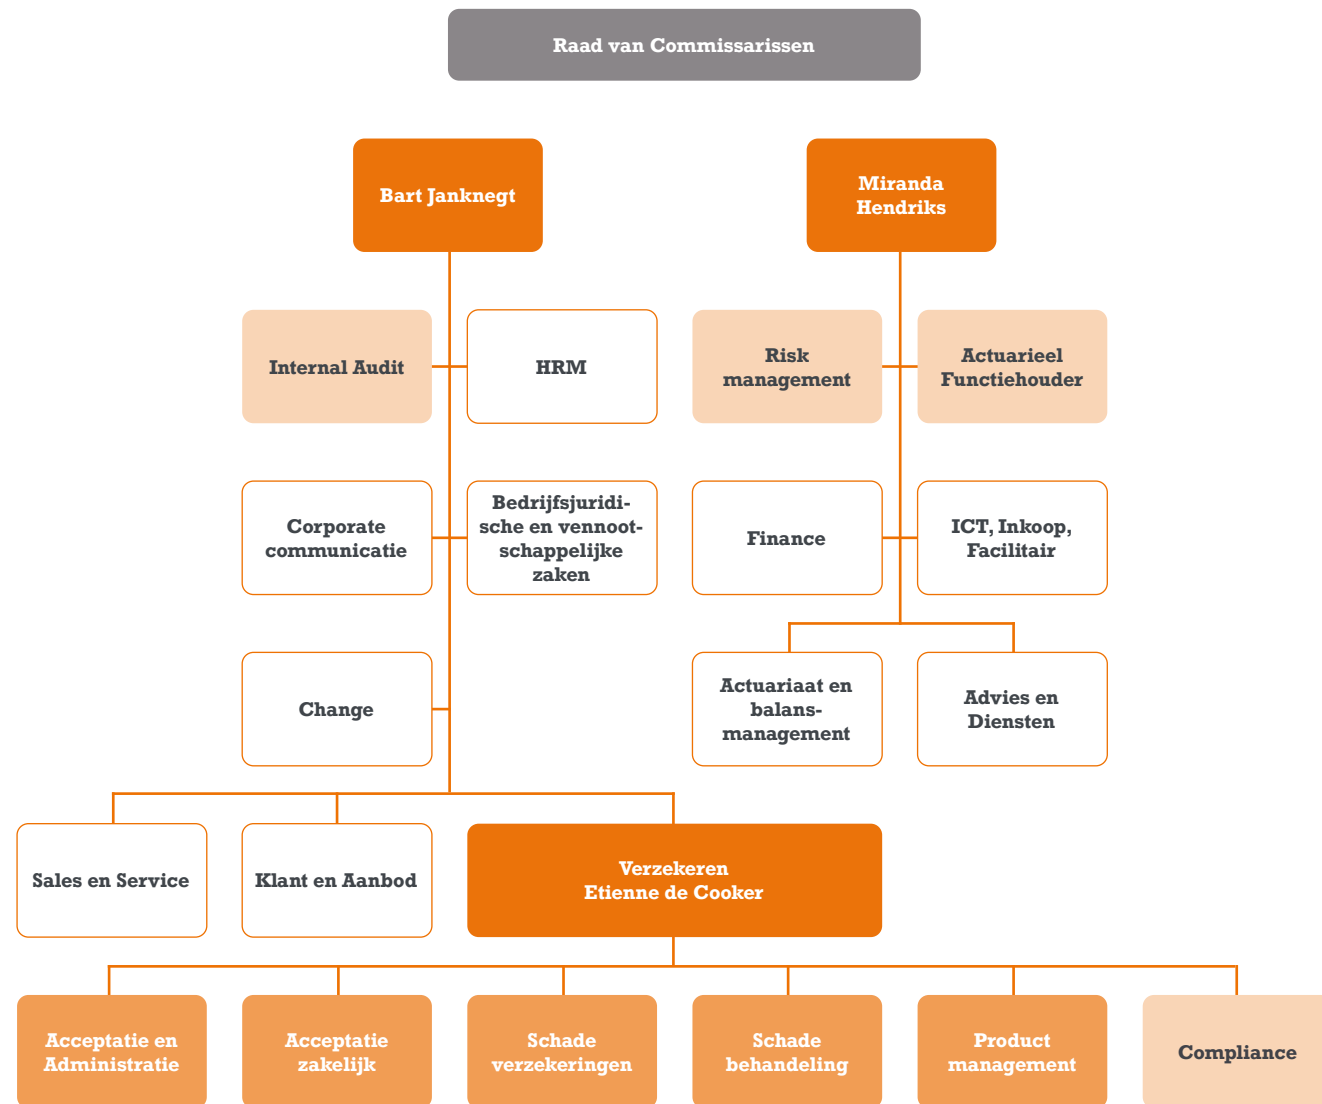 Raad van Commissarissen
Bart Janknegt
Miranda
Hendriks
Internal Audit
HRM
Risk
management
Actuarieel
Functiehouder
Corporate
communicatie
Bedrijfsjuridi-
sche en vennoot-
schappelijke
zaken
Finance
ICT, Inkoop,
Facilitair
Change
Actuariaat en
balans-
management
Advies en
Diensten
Sales en Service
Klant en Aanbod
Verzekeren
Etienne de Cooker
Acceptatie en
Administratie
Acceptatie
zakelijk
Schade
verzekeringen
Schade
behandeling
Product
management
Compliance